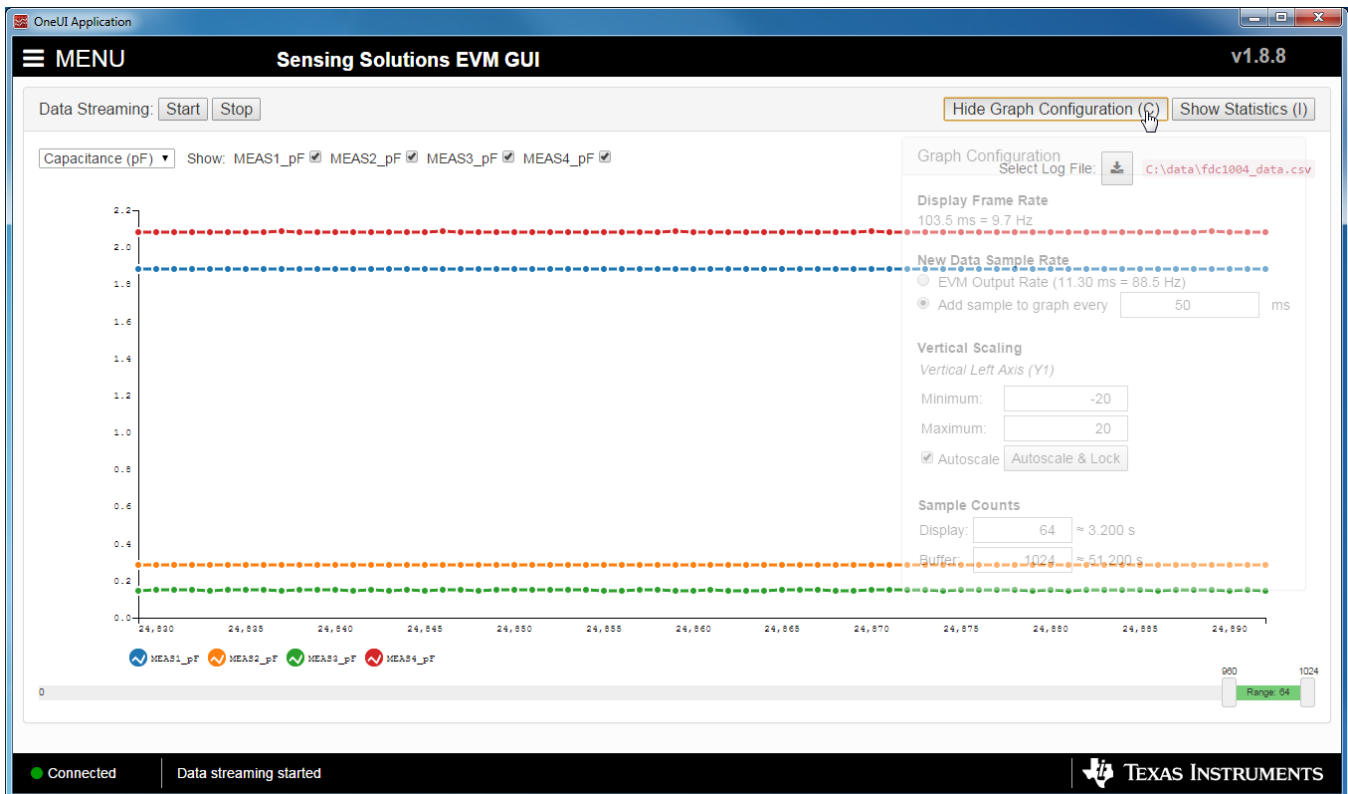 OneUI Application
MENU Sensing Solutions EVM GUI v1.8.8
Data Streaming: Start Stop Hide Graph Configuration (C) Show Statistics (I)
Capacitance (pF) Show: MEAS1_pF MEAS2_pF MEAS3_pF MEAS4_pF
Graph Configuration
Select Log File: C:\data\fdc1004_data.csv
Display Frame Rate
103.5 ms = 9.7 Hz
New Data Sample Rate
EVM Output Rate (11.30 ms = 88.5 Hz)
Add sample to graph every 50 ms
Vertical Scaling
Vertical Left Axis (Y1)
Minimum: -20
Maximum: 20
Autoscale Autoscale & Lock
Sample Counts
Display: 64 ≈ 3.200 s
Buffer: 1024 ≈ 51.200 s
2.2
2.0
1.8
1.6
1.4
1.2
1.0
0.8
0.6
0.4
0.2
0.0
24,830 24,835 24,840 24,845 24,850 24,855 24,860 24,865 24,870 24,875 24,880 24,885 24,890
MEAS1_pF MEAS2_pF MEAS3_pF MEAS4_pF
960 1024
0 Range: 64
Connected Data streaming started TEXAS INSTRUMENTS